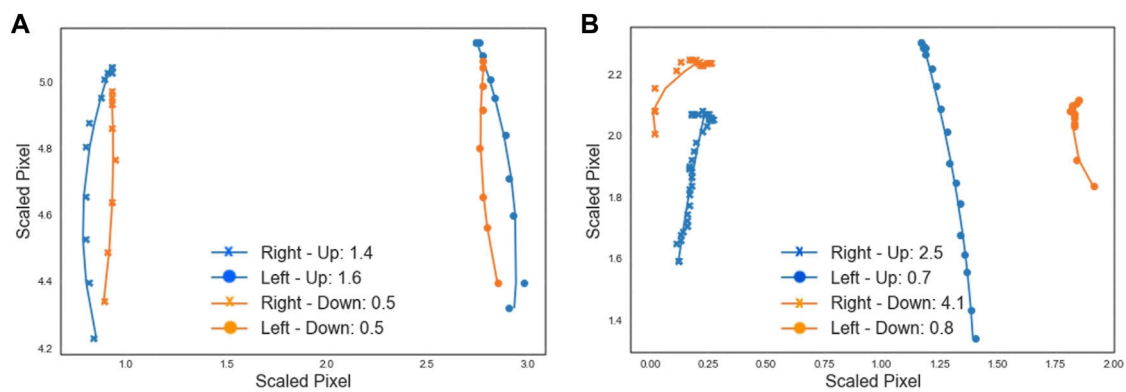 A
Scaled Pixel
5.0
4.8
4.6
4.4
4.2
Right - Up: 1.4
Left - Up: 1.6
Right - Down: 0.5
Left - Down: 0.5
1.0
1.5
2.0
2.5
3.0
Scaled Pixel
B
Scaled Pixel
2.2
2.0
1.8
1.6
1.4
Right - Up: 2.5
Left - Up: 0.7
Right - Down: 4.1
Left - Down: 0.8
0.00
0.25
0.50
0.75
1.00
1.25
1.50
1.75
2.00
Scaled Pixel